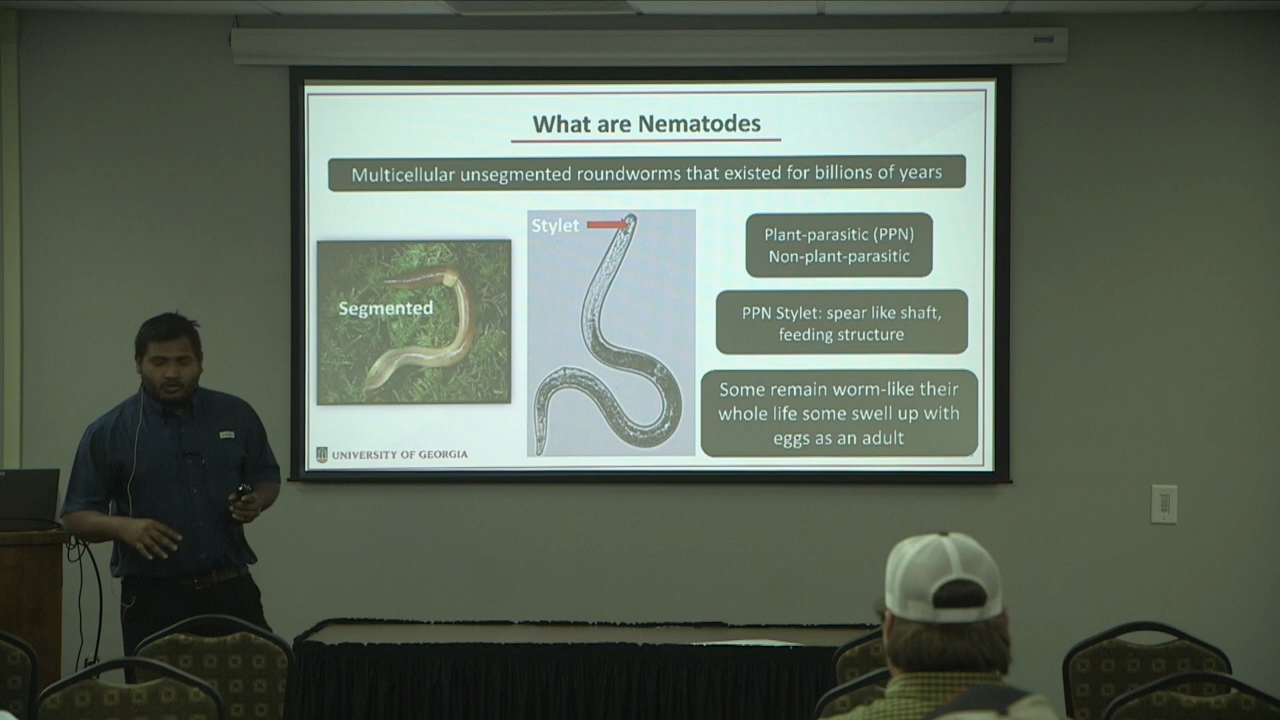 What are Nematodes
Multicellular unsegmented roundworms that existed for billions of years
Segmented
Stylet
Plant-parasitic (PPN)
Non-plant-parasitic
PPN Stylet: spear like shaft,
feeding structure
Some remain worm-like their
whole life some swell up with
eggs as an adult
UNIVERSITY OF GEORGIA